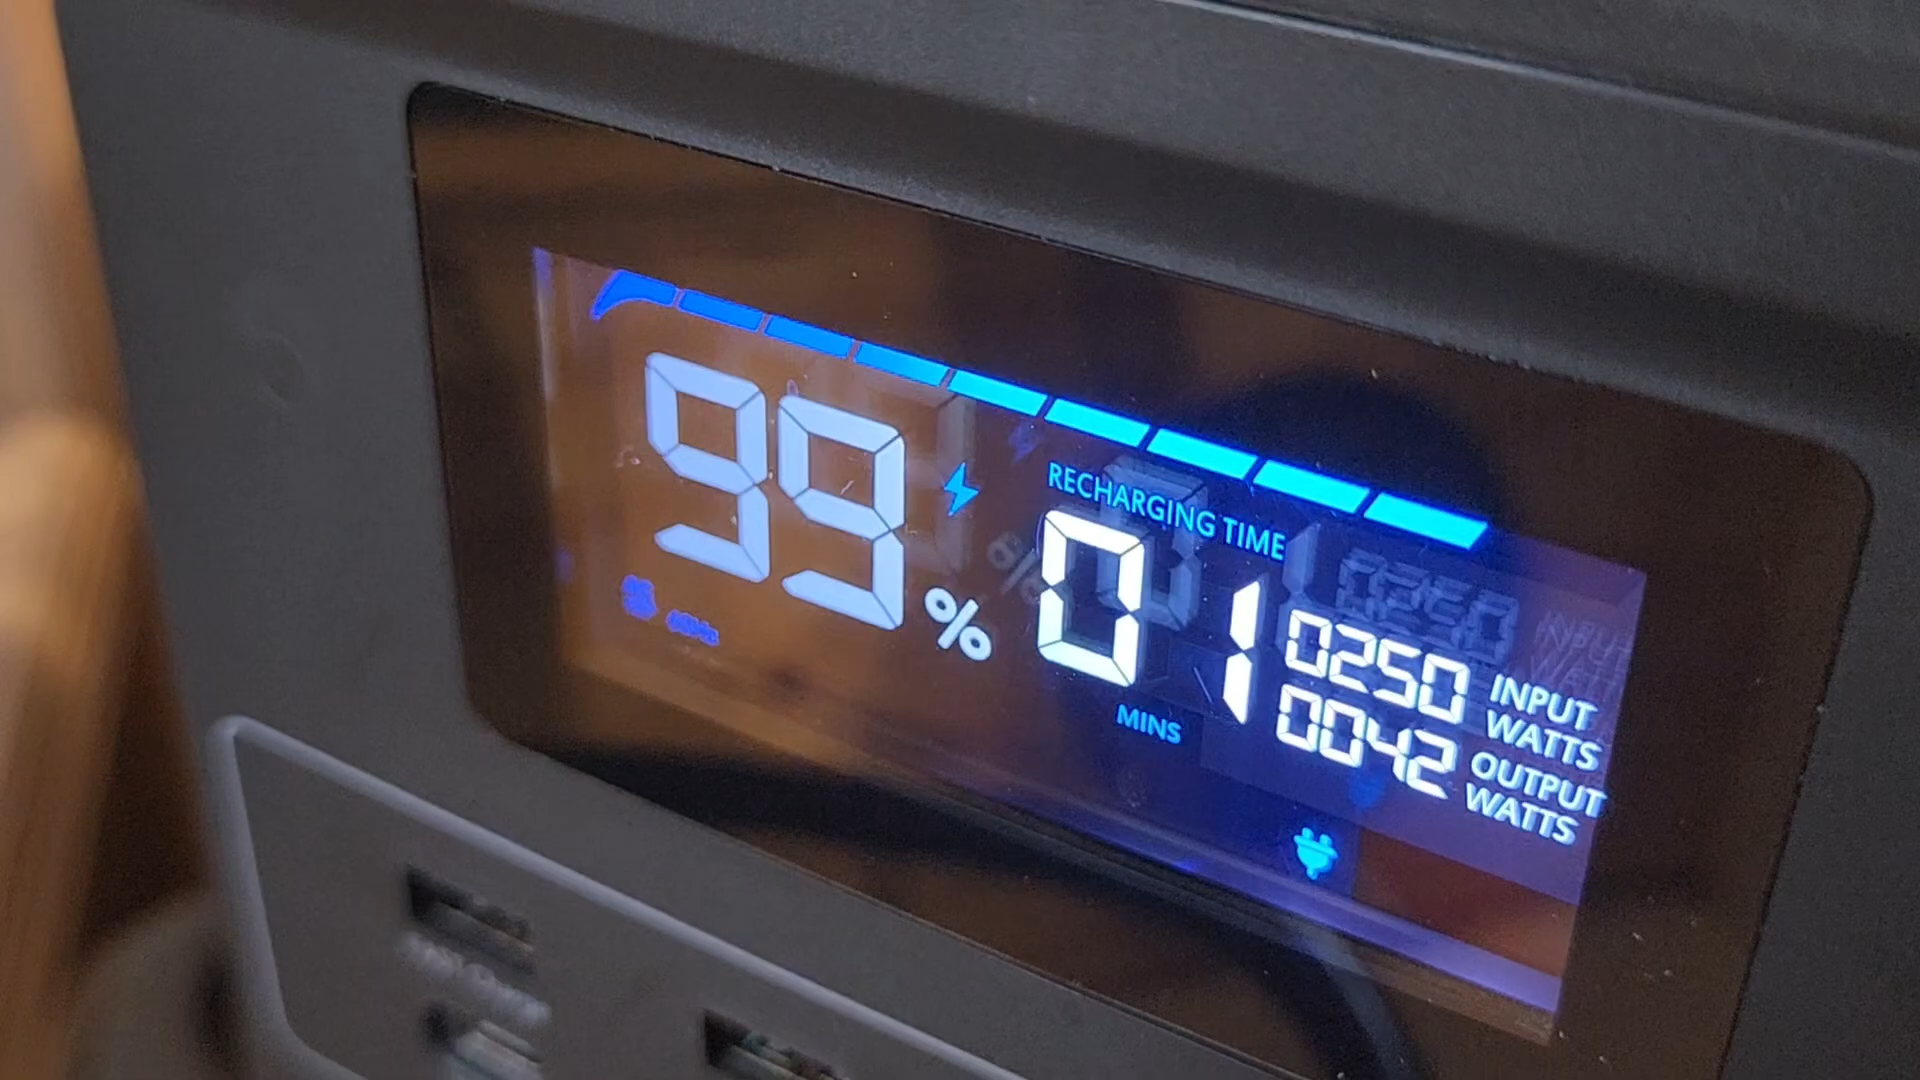 99%
RECHARGING TIME
01
MINS
0250 INPUT WATTS
0042 OUTPUT WATTS